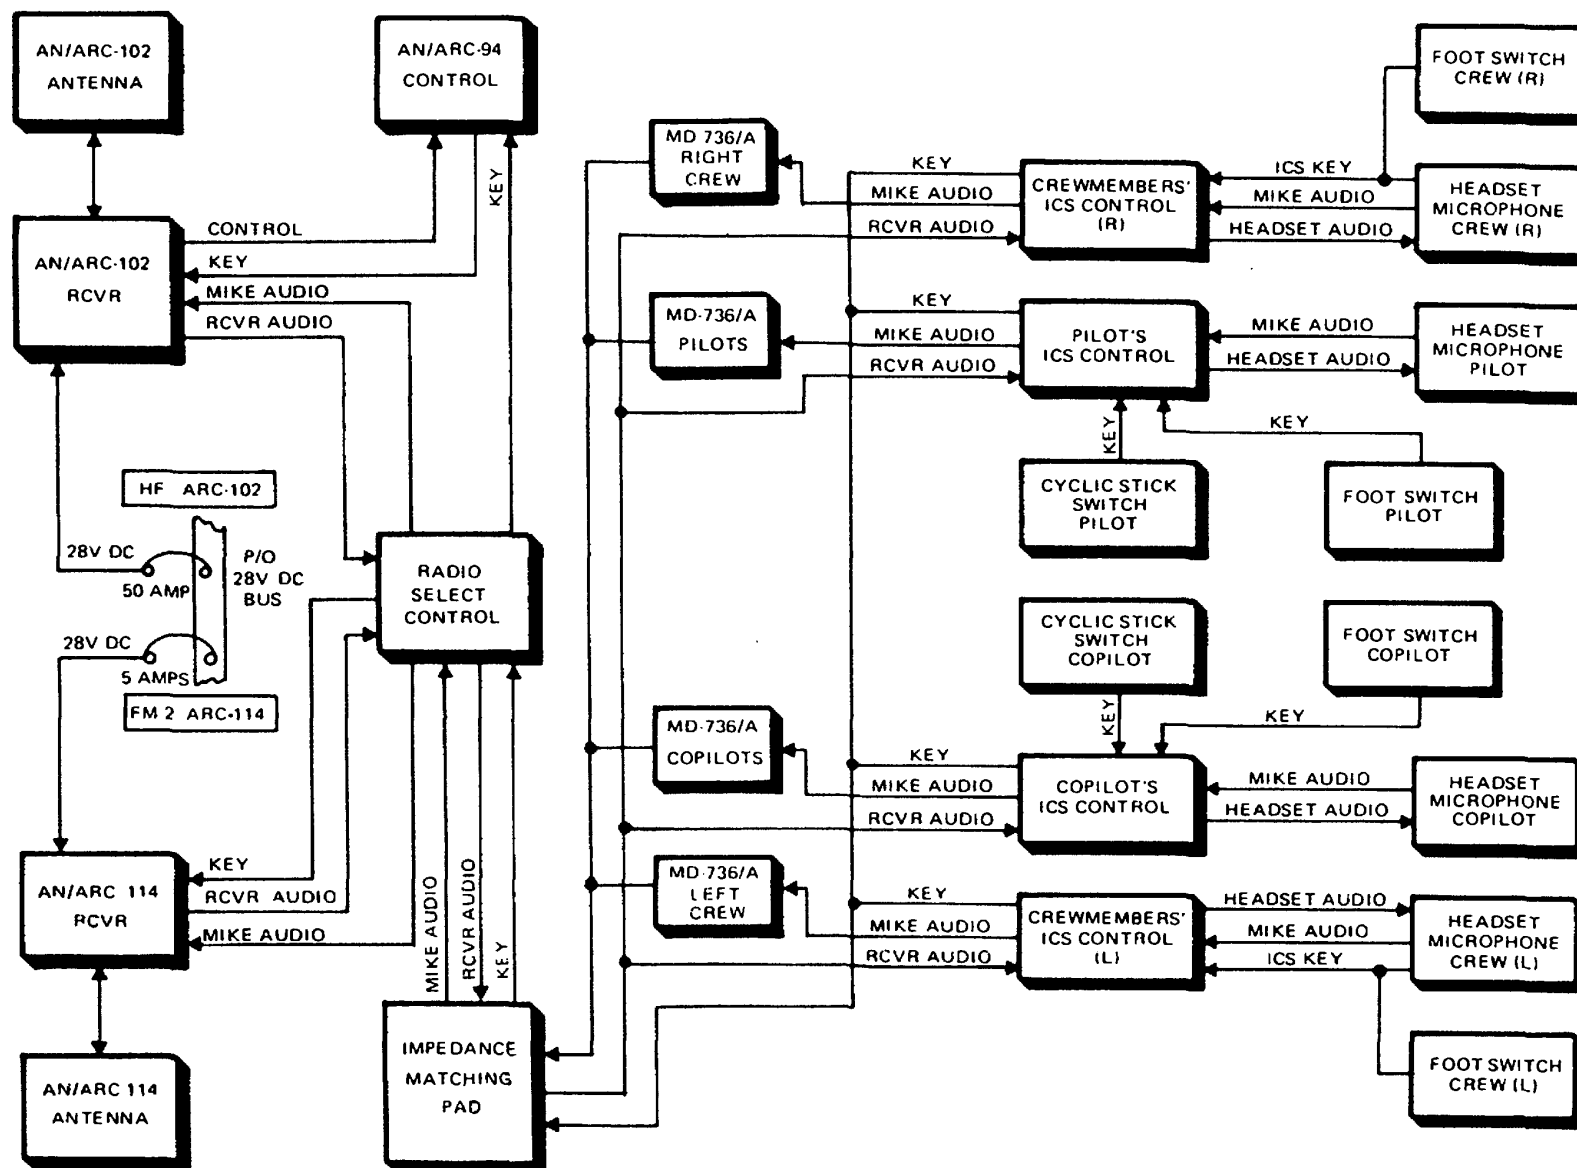 AN/ARC-102
ANTENNA
AN/ARC-94
CONTROL
FOOT SWITCH
CREW (R)
MD 736/A
RIGHT
CREW
KEY
MIKE AUDIO
RCVR AUDIO
CREWMEMBERS'
ICS CONTROL
(R)
ICS KEY
MIKE AUDIO
HEADSET AUDIO
HEADSET
MICROPHONE
CREW (R)
KEY
CONTROL
KEY
MIKE AUDIO
RCVR AUDIO
AN/ARC-102
RCVR
MD-736/A
PILOTS
KEY
MIKE AUDIO
RCVR AUDIO
PILOT'S
ICS CONTROL
MIKE AUDIO
HEADSET AUDIO
HEADSET
MICROPHONE
PILOT
KEY
KEY
CYCLIC STICK
SWITCH
PILOT
FOOT SWITCH
PILOT
HF ARC-102
28V DC
50 AMP
P/O
28V DC
BUS
28V DC
5 AMPS
FM 2 ARC-114
RADIO
SELECT
CONTROL
CYCLIC STICK
SWITCH
COPILOT
FOOT SWITCH
COPILOT
KEY
KEY
MD-736/A
COPILOTS
KEY
MIKE AUDIO
RCVR AUDIO
COPILOT'S
ICS CONTROL
MIKE AUDIO
HEADSET AUDIO
HEADSET
MICROPHONE
COPILOT
AN/ARC 114
RCVR
KEY
RCVR AUDIO
MIKE AUDIO
MIKE AUDIO
RCVR AUDIO
KEY
MD-736/A
LEFT
CREW
KEY
MIKE AUDIO
RCVR AUDIO
CREWMEMBERS'
ICS CONTROL
(L)
HEADSET AUDIO
MIKE AUDIO
ICS KEY
HEADSET
MICROPHONE
CREW (L)
AN/ARC 114
ANTENNA
IMPEDANCE
MATCHING
PAD
FOOT SWITCH
CREW (L)